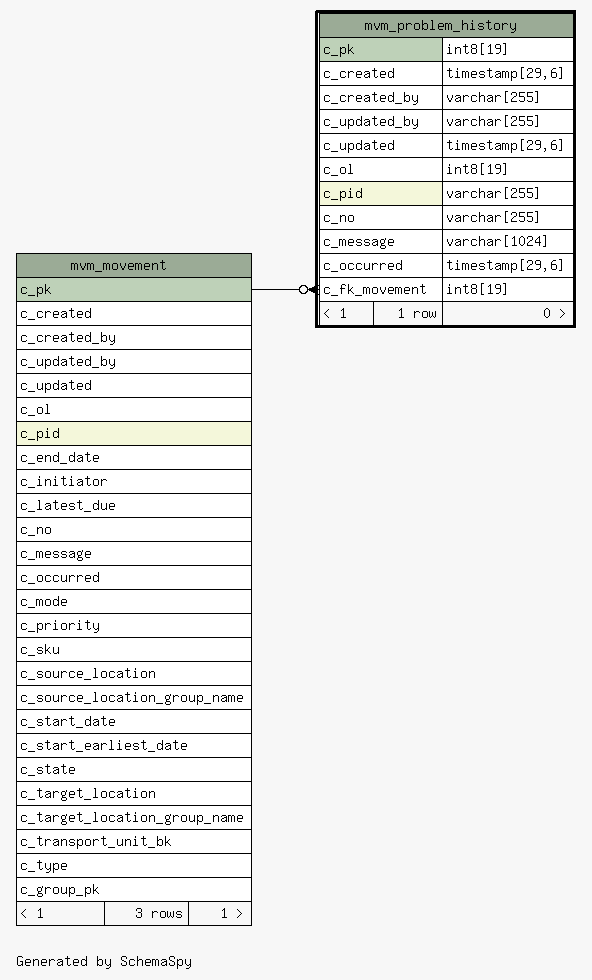 mvm_problem_history
c_pk int8[19]
c_created timestamp[29,6]
c_created_by varchar[255]
c_updated_by varchar[255]
c_updated timestamp[29,6]
c_ol int8[19]
c_pid varchar[255]
c_no varchar[255]
c_message varchar[1024]
c_occurred timestamp[29,6]
c_fk_movement int8[19]
< 1 1 row 0 >
mvm_movement
c_pk
c_created
c_created_by
c_updated_by
c_updated
c_ol
c_pid
c_end_date
c_initiator
c_latest_due
c_no
c_message
c_occurred
c_mode
c_priority
c_sku
c_source_location
c_source_location_group_name
c_start_date
c_start_earliest_date
c_state
c_target_location
c_target_location_group_name
c_transport_unit_bk
c_type
c_group_pk
< 1 3 rows 1 >
Generated by SchemaSpy